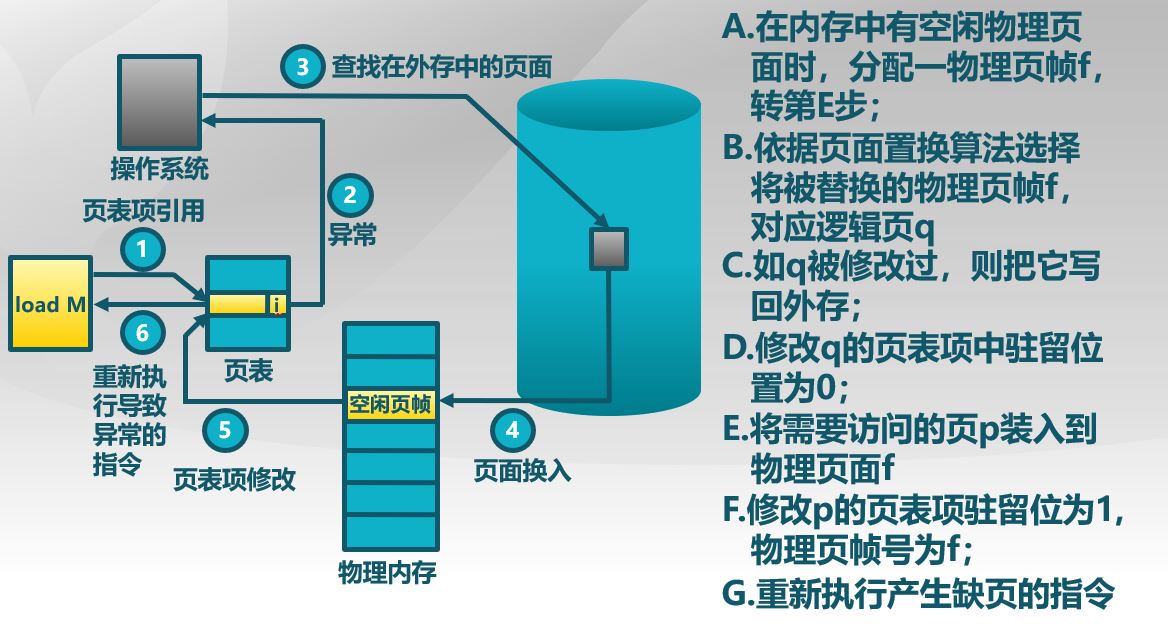 3 查找在外存中的页面
操作系统
页表项引用
1
2
异常
load M
i
6
页表
重新执
行导致
异常的
指令
空闲页帧
5
页表项修改
4
页面换入
物理内存
A.在内存中有空闲物理页
面时，分配一物理页帧f，
转第E步；
B.依据页面置换算法选择
将被替换的物理页帧f，
对应逻辑页q
C.如q被修改过，则把它写
回外存；
D.修改q的页表项中驻留位
置为0；
E.将需要访问的页p装入到
物理页面f
F.修改p的页表项驻留位为1，
物理页帧号为f；
G.重新执行产生缺页的指令